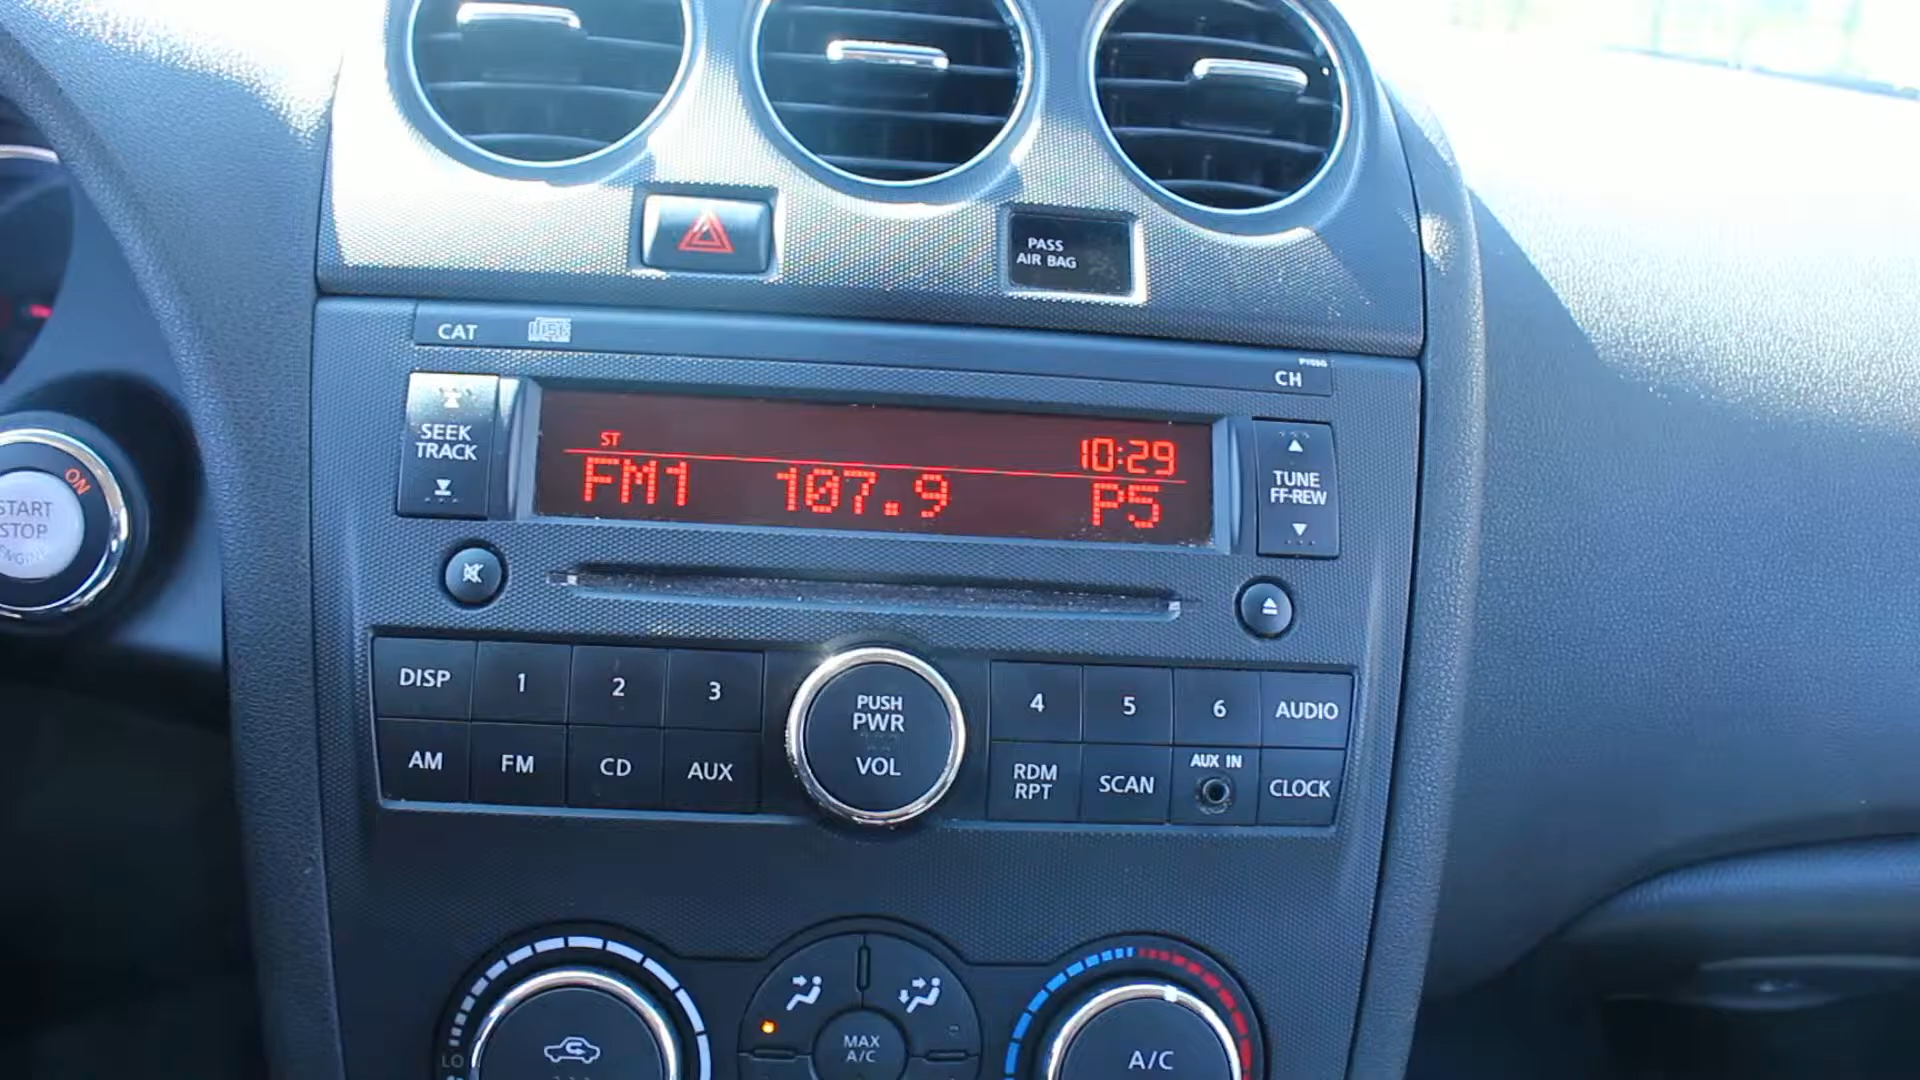 PASS
AIR BAG
CAT
CH
SEEK
TRACK
ST
10:29
FM1 107.9 P5
TUNE
FF-REW
ON
START
STOP
DISP 1 2 3
PUSH
PWR
VOL
4 5 6 AUDIO
AM FM CD AUX
RDM
RPT
SCAN
AUX IN
CLOCK
LO
MAX
A/C
A/C